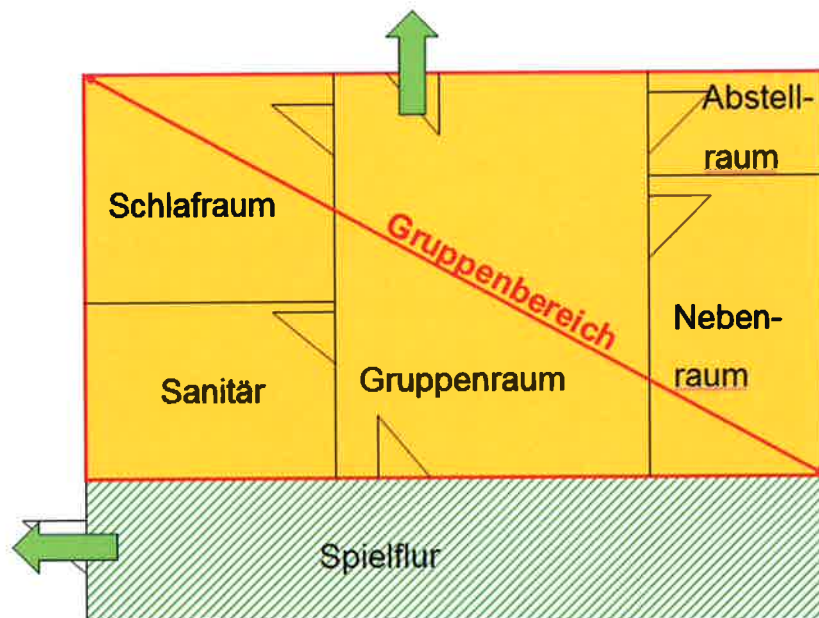 Abstell-
raum
Schlafraum
Gruppenbereich
Neben-
raum
Sanitär
Gruppenraum
Spielflur